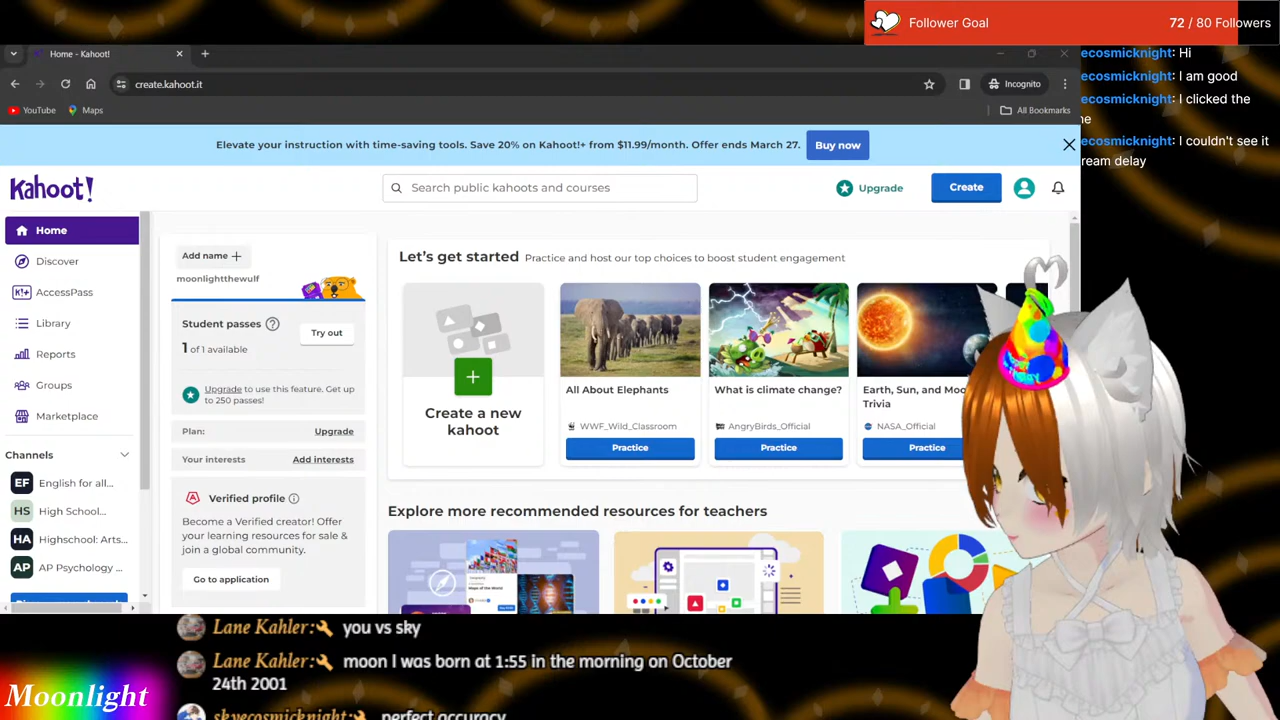 Follower Goal
72 / 80 Followers
Home - Kahoot!
create.kahoot.it
Incognito
YouTube
Maps
All Bookmarks
ecosmicknight: Hi
ecosmicknight: I am good
ecosmicknight: I clicked the
ne
ecosmicknight: I couldn't see it
ream delay
Elevate your instruction with time-saving tools. Save 20% on Kahoot!+ from $11.99/month. Offer ends March 27.
Buy now
Kahoot!
Search public kahoots and courses
Upgrade
Create
Home
Discover
K!+ AccessPass
Library
Reports
Groups
Marketplace
Channels
EF English for all...
HS High School...
HA Highschool: Arts...
AP AP Psychology ...
Add name +
moonlightthewulf
Student passes
Try out
1 of 1 available
Upgrade to use this feature. Get up
to 250 passes!
Plan:
Upgrade
Your interests
Add interests
Verified profile
Become a Verified creator! Offer
your learning resources for sale &
join a global community.
Go to application
Let's get started
Practice and host our top choices to boost student engagement
Create a new
kahoot
All About Elephants
WWF_Wild_Classroom
Practice
What is climate change?
AngryBirds_Official
Practice
Earth, Sun, and Moo
Trivia
NASA_Official
Practice
Explore more recommended resources for teachers
Lane Kahler: you vs sky
Lane Kahler: moon I was born at 1:55 in the morning on October
24th 2001
skyecosmicknight: perfect accuracy
Moonlight